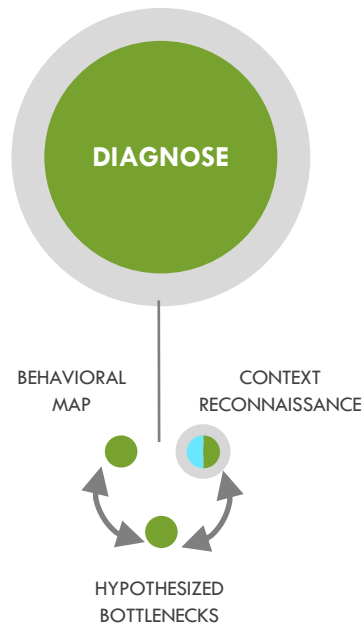 DIAGNOSE
BEHAVIORAL
MAP
CONTEXT
RECONNAISSANCE
HYPOTHESIZED
BOTTLENECKS